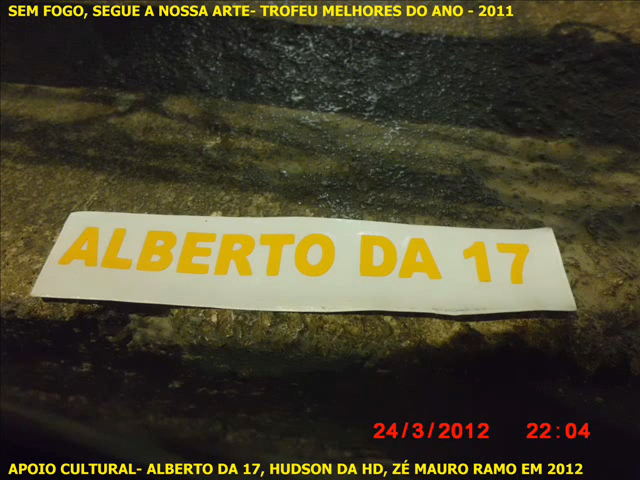 SEM FOGO, SEGUE A NOSSA ARTE- TROFEU MELHORES DO ANO - 2011
ALBERTO DA 17
24/3/2012 22:04
APOIO CULTURAL- ALBERTO DA 17, HUDSON DA HD, ZÉ MAURO RAMO EM 2012